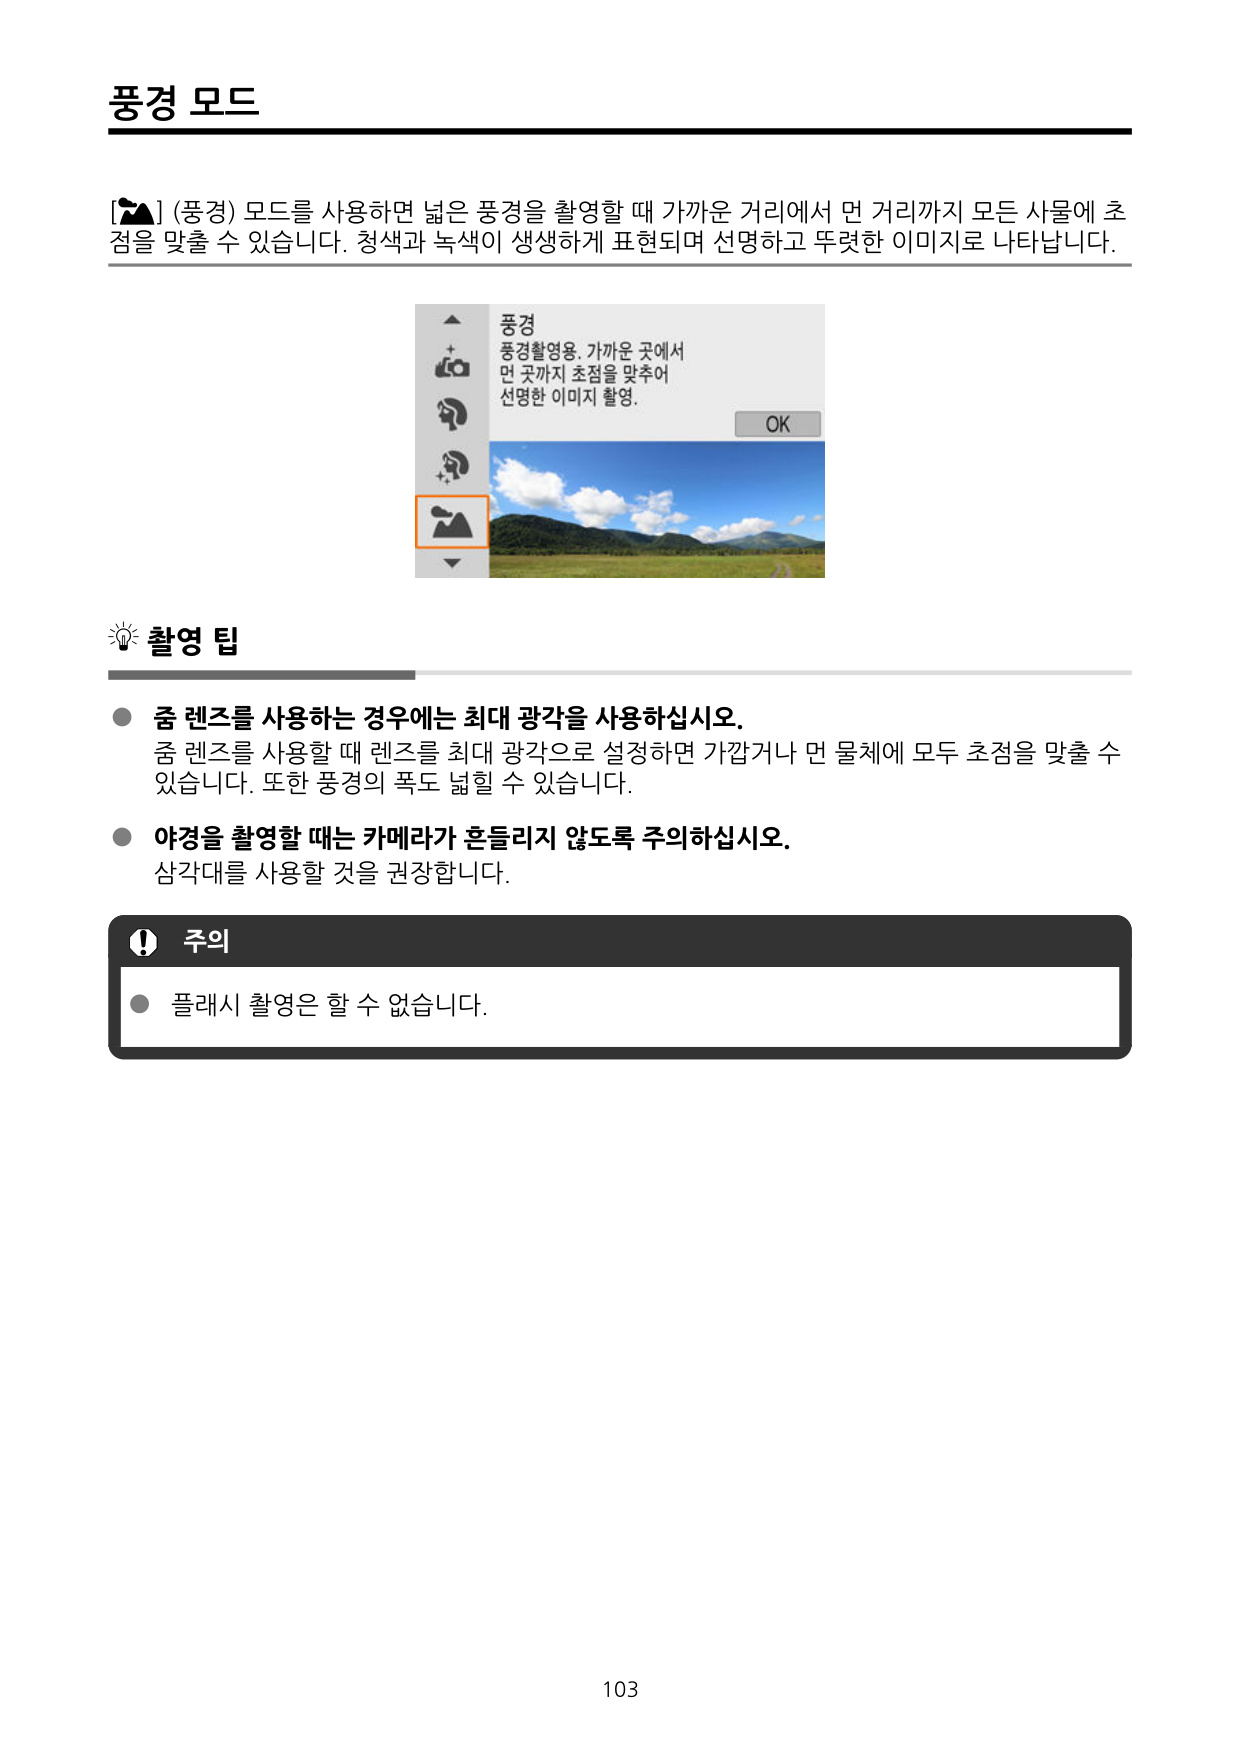 풍경 모드
[] (풍경) 모드를 사용하면 넓은 풍경을 촬영할 때 가까운 거리에서 먼 거리까지 모든 사물에 초
점을 맞출 수 있습니다. 청색과 녹색이 생생하게 표현되며 선명하고 뚜렷한 이미지로 나타납니다.
풍경
풍경촬영용. 가까운 곳에서
먼 곳까지 초점을 맞추어
선명한 이미지 촬영.
OK
촬영 팁
● 줌 렌즈를 사용하는 경우에는 최대 광각을 사용하십시오.
줌 렌즈를 사용할 때 렌즈를 최대 광각으로 설정하면 가깝거나 먼 물체에 모두 초점을 맞출 수
있습니다. 또한 풍경의 폭도 넓힐 수 있습니다.
● 야경을 촬영할 때는 카메라가 흔들리지 않도록 주의하십시오.
삼각대를 사용할 것을 권장합니다.
주의
● 플래시 촬영은 할 수 없습니다.
103